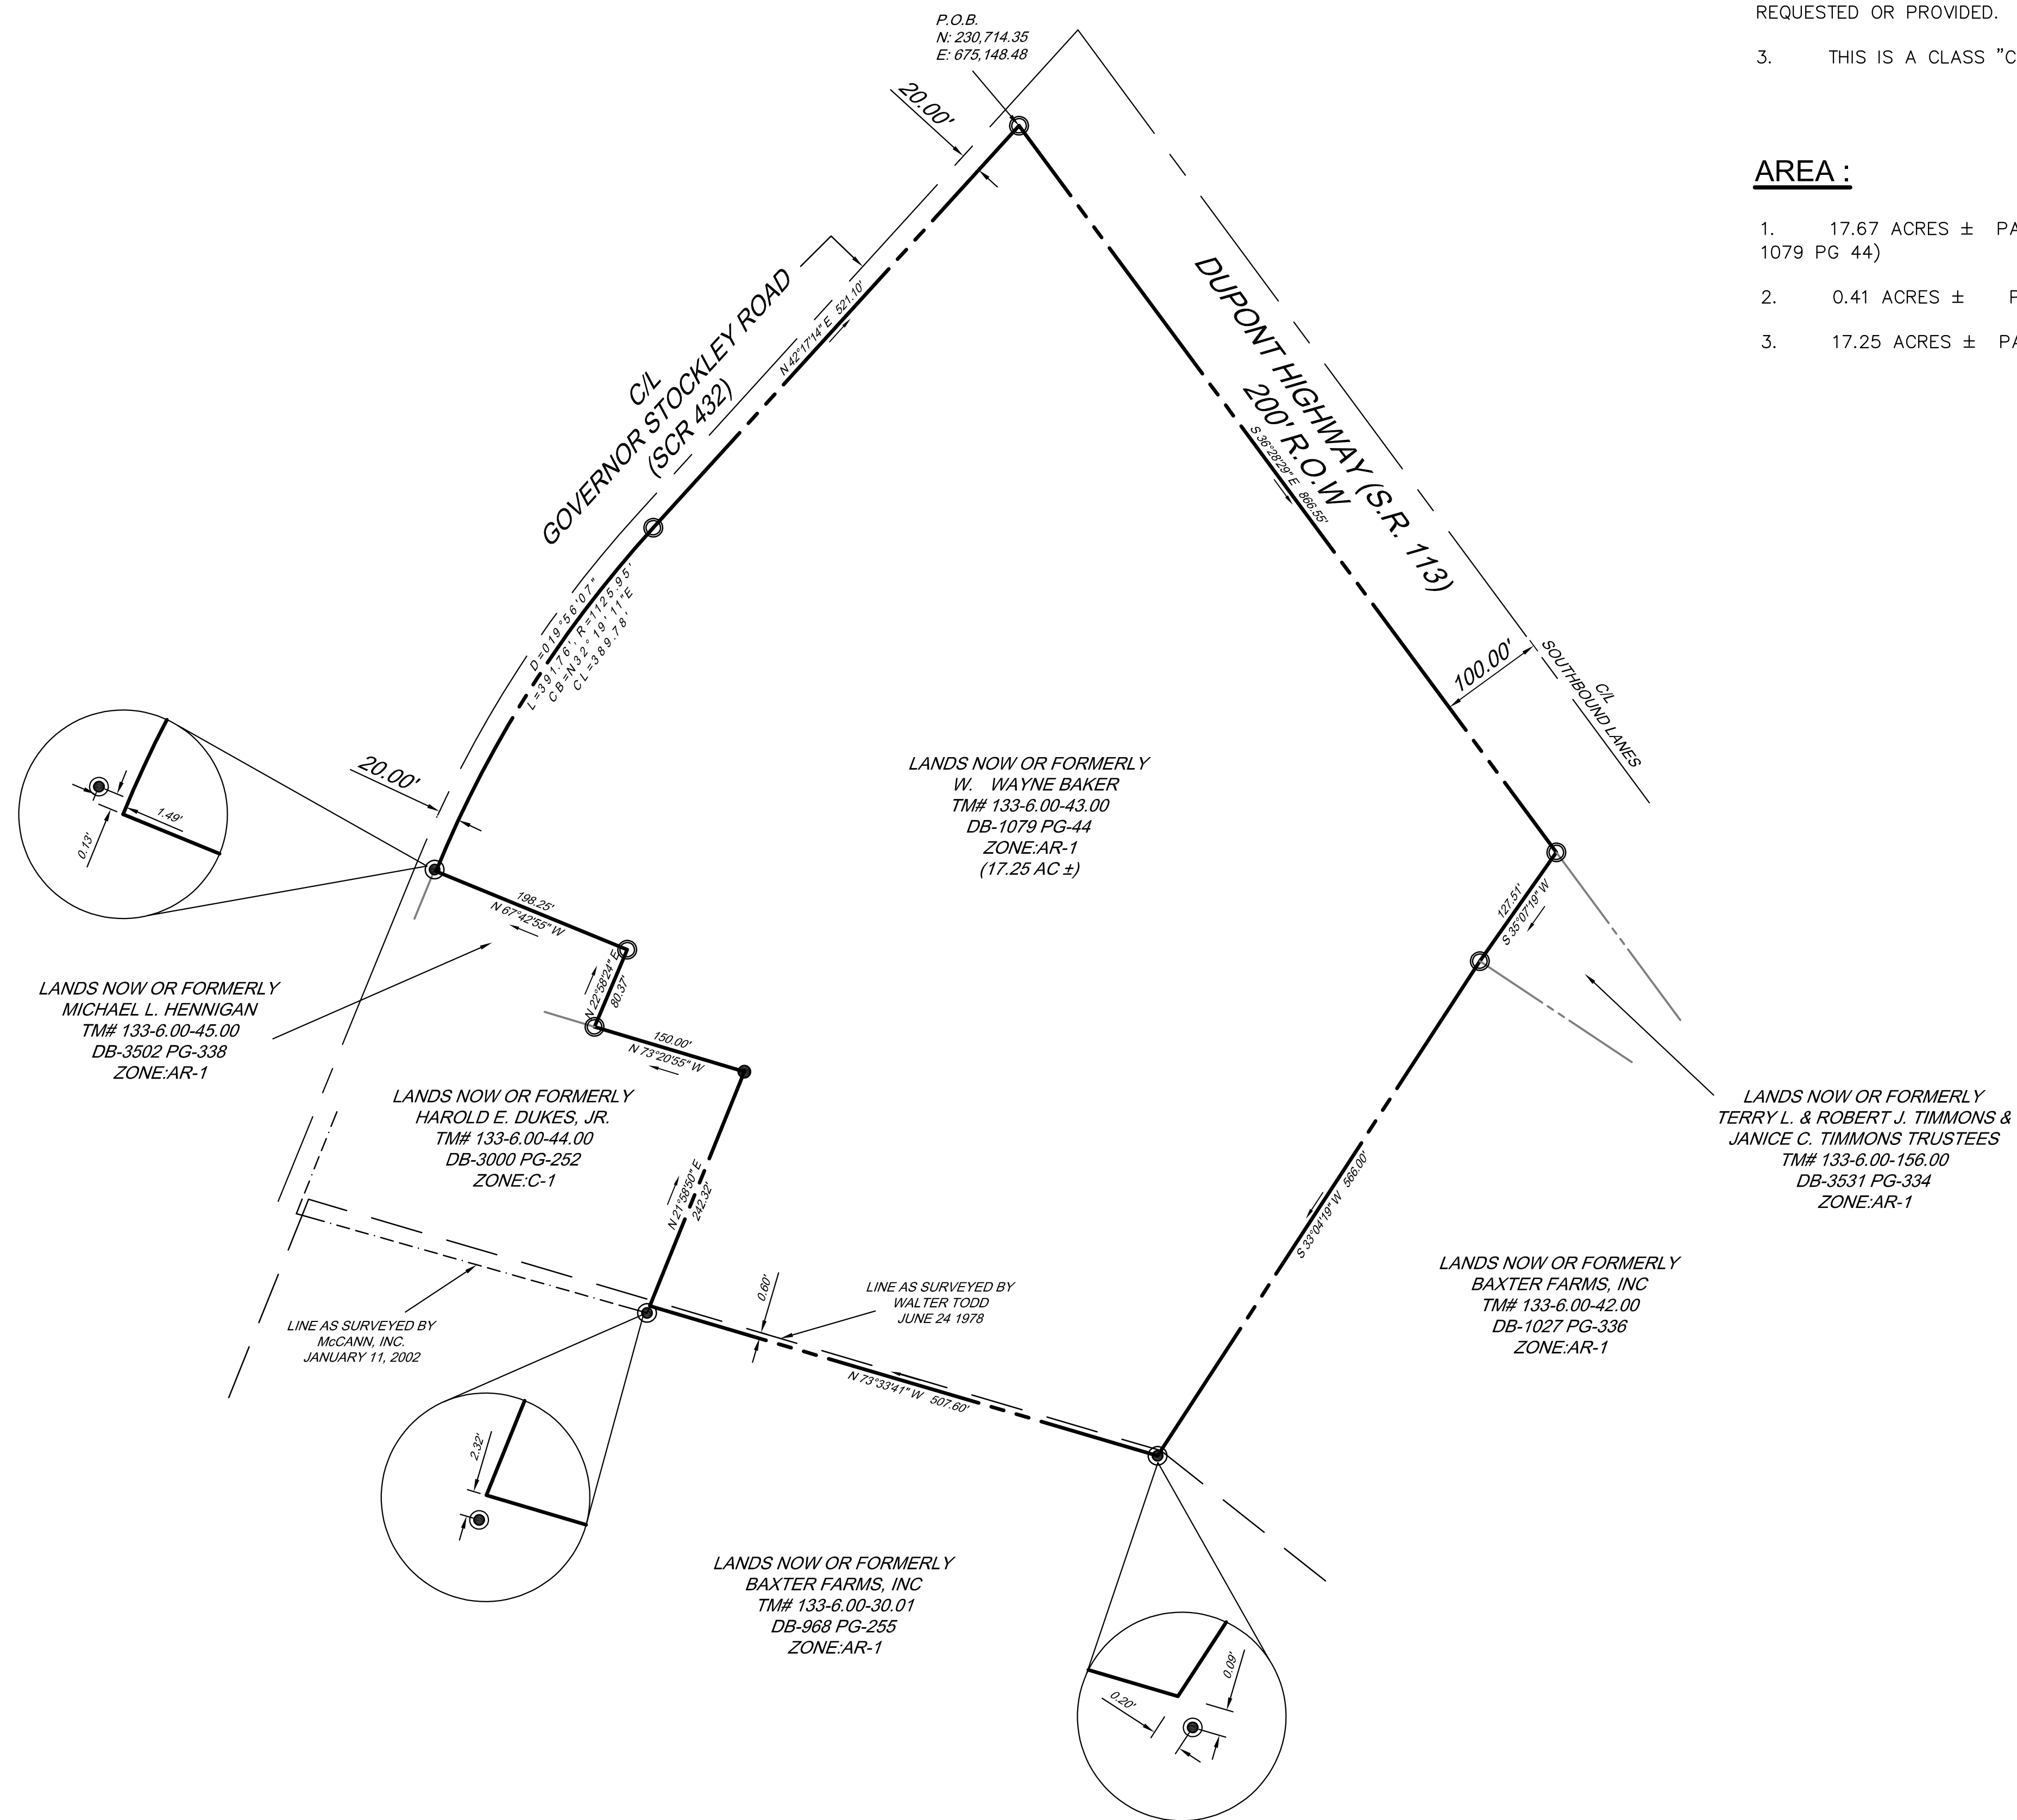 REQUESTED OR PROVIDED.
3. THIS IS A CLASS "C
AREA :
1. 17.67 ACRES ± PA
1079 PG 44)
2. 0.41 ACRES ± P
3. 17.25 ACRES ± PA
P.O.B.
N: 230,714.35
E: 675,148.48
20.00'
C/L
GOVERNOR STOCKLEY ROAD
(SCR 432)
N 42°17'14" E 521.10'
DUPONT HIGHWAY (S.R. 113)
200' R.O.W
S 36°28'29" E 866.55'
D=019°56'07"
L=391.76', R=1125.95'
CB=N32°19'11"E
CL=389.78'
100.00'
C/L
SOUTHBOUND LANES
20.00'
1.49'
0.13'
LANDS NOW OR FORMERLY
W. WAYNE BAKER
TM# 133-6.00-43.00
DB-1079 PG-44
ZONE:AR-1
(17.25 AC ±)
198.25'
N 67°42'55" W
127.51'
S 35°07'19" W
N 22°58'24" E
80.37'
LANDS NOW OR FORMERLY
MICHAEL L. HENNIGAN
TM# 133-6.00-45.00
DB-3502 PG-338
ZONE:AR-1
150.00'
N 73°20'55" W
LANDS NOW OR FORMERLY
HAROLD E. DUKES, JR.
TM# 133-6.00-44.00
DB-3000 PG-252
ZONE:C-1
LANDS NOW OR FORMERLY
TERRY L. & ROBERT J. TIMMONS &
JANICE C. TIMMONS TRUSTEES
TM# 133-6.00-156.00
DB-3531 PG-334
ZONE:AR-1
N 21°58'50" E
242.32'
S 33°04'19" W 566.00'
LANDS NOW OR FORMERLY
BAXTER FARMS, INC
TM# 133-6.00-42.00
DB-1027 PG-336
ZONE:AR-1
0.60'
LINE AS SURVEYED BY
WALTER TODD
JUNE 24 1978
LINE AS SURVEYED BY
McCANN, INC.
JANUARY 11, 2002
N 73°33'41" W 507.60'
2.32'
LANDS NOW OR FORMERLY
BAXTER FARMS, INC
TM# 133-6.00-30.01
DB-968 PG-255
ZONE:AR-1
0.09'
0.20'